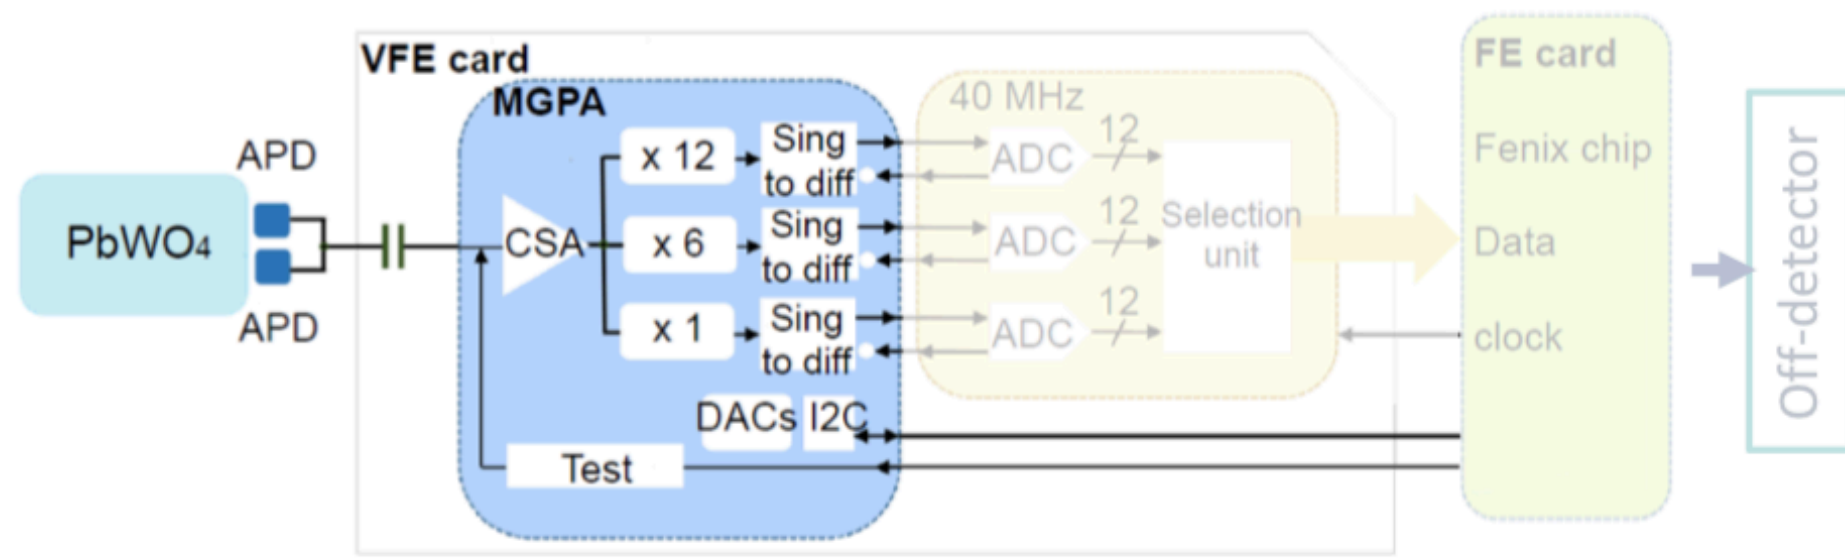 VFE card
MGPA
APD
PbWO4
APD
CSA
x 12
x 6
x 1
Sing
to diff
Sing
to diff
Sing
to diff
DACs
I2C
Test
40 MHz
ADC
12
ADC
12
ADC
12
Selection
unit
FE card
Fenix chip
Data
clock
Off-detector